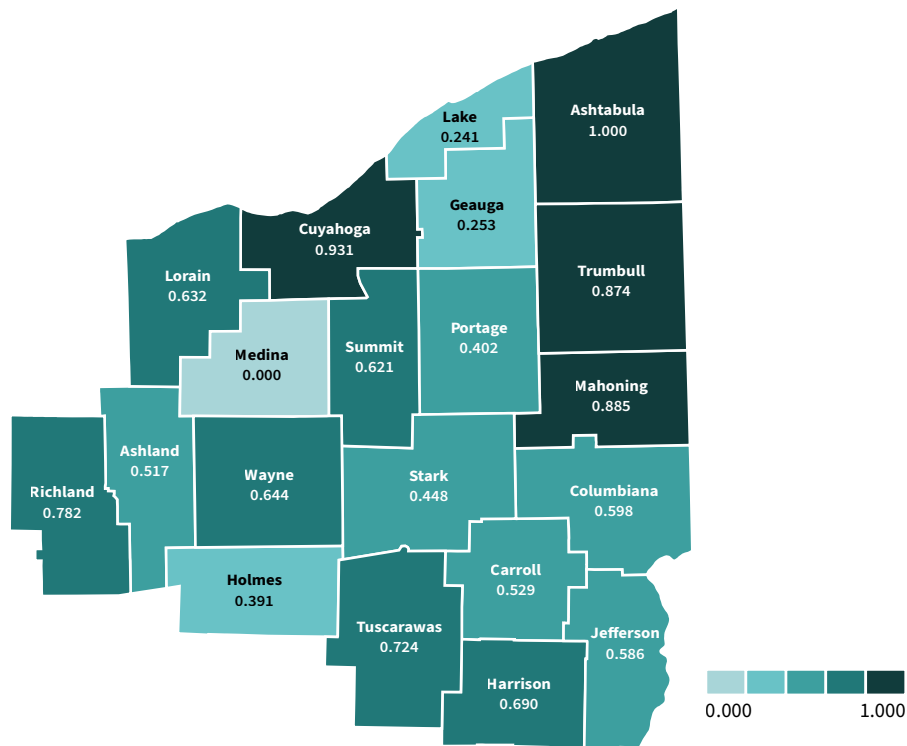 Ashtabula
1.000
Lake
0.241
Geauga
0.253
Cuyahoga
0.931
Trumbull
0.874
Lorain
0.632
Portage
0.402
Summit
0.621
Medina
0.000
Mahoning
0.885
Ashland
0.517
Wayne
0.644
Stark
0.448
Columbiana
0.598
Richland
0.782
Carroll
0.529
Holmes
0.391
Tuscarawas
0.724
Jefferson
0.586
Harrison
0.690
0.000 1.000